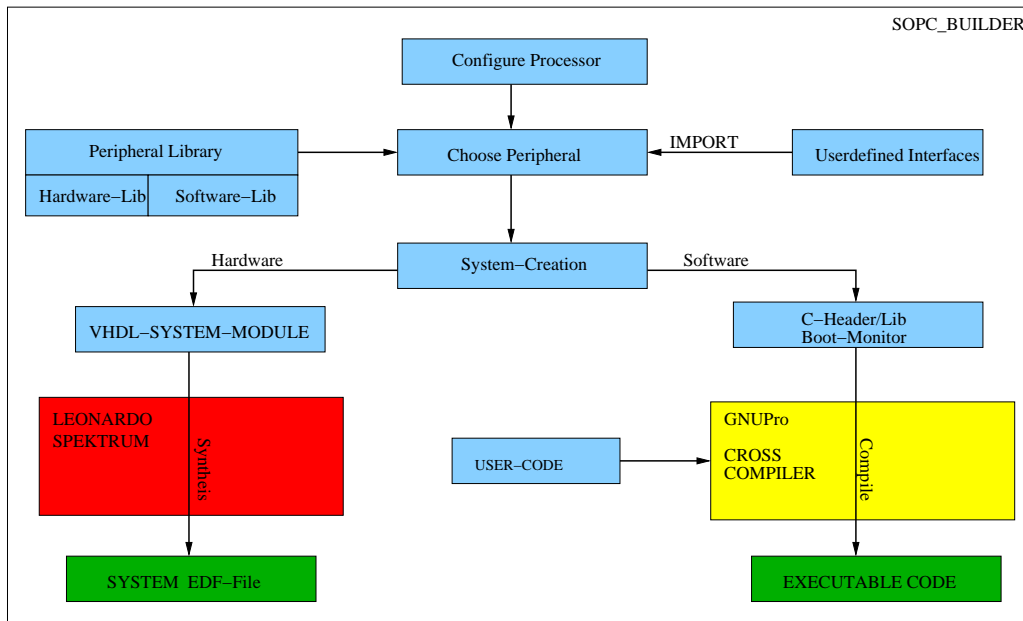 SOPC_BUILDER
Configure Processor
Peripheral Library
Hardware−Lib
Software−Lib
Choose Peripheral
IMPORT
Userdefined Interfaces
System−Creation
Hardware
Software
VHDL−SYSTEM−MODULE
C−Header/Lib
Boot−Monitor
LEONARDO
SPEKTRUM
Syntheis
USER−CODE
GNUPro
CROSS
COMPILER
Compile
SYSTEM EDF−File
EXECUTABLE CODE